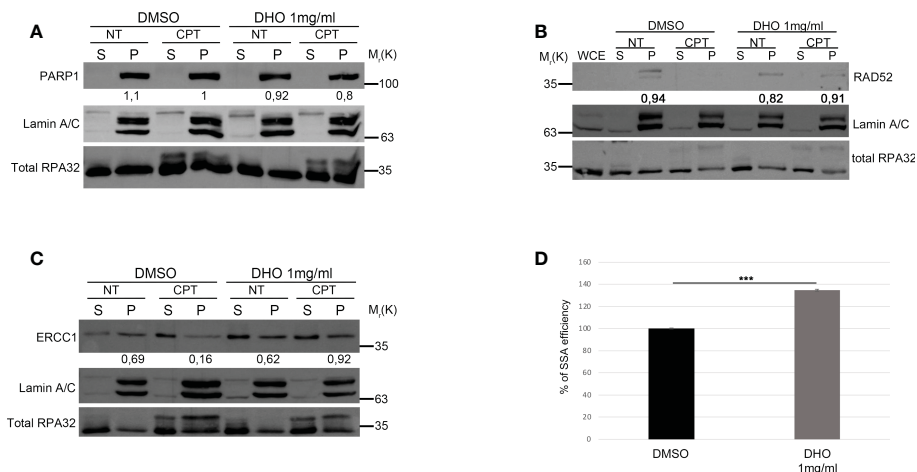 A
DMSO DHO 1mg/ml
NT CPT NT CPT
S P S P S P S P Mr(K)
PARP1
100
1,1 1 0,92 0,8
Lamin A/C
63
Total RPA32
35
B
DMSO DHO 1mg/ml
NT CPT NT CPT
Mr(K) WCE S P S P S P S P
35 RAD52
0,94 0,82 0,91
63 Lamin A/C
35 total RPA32
C
DMSO DHO 1mg/ml
NT CPT NT CPT
S P S P S P S P Mr(K)
ERCC1
35
0,69 0,16 0,62 0,92
Lamin A/C
63
Total RPA32
35
D
% of SSA efficiency
160
140
120
100
80
60
40
20
0
***
DMSO DHO
1mg/ml